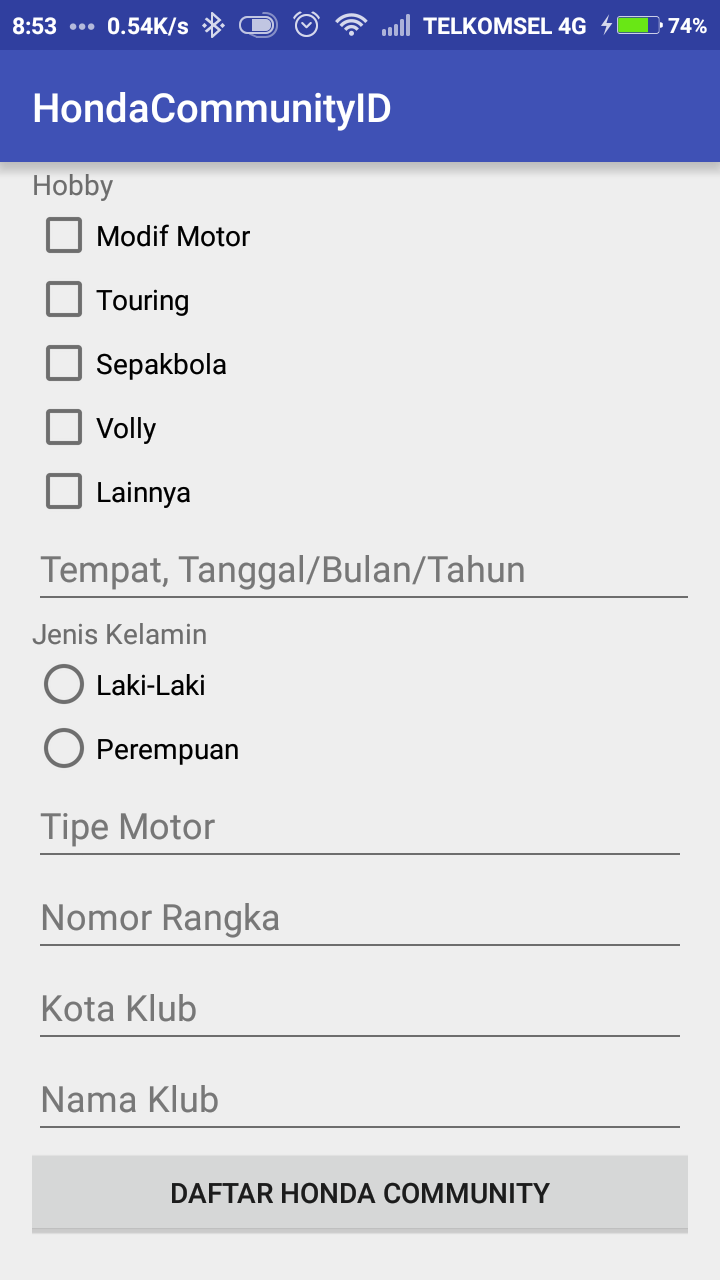 8:53 ... 0.54K/s TELKOMSEL 4G 74%
HondaCommunityID
Hobby
Modif Motor
Touring
Sepakbola
Volly
Lainnya
Tempat, Tanggal/Bulan/Tahun
Jenis Kelamin
Laki-Laki
Perempuan
Tipe Motor
Nomor Rangka
Kota Klub
Nama Klub
DAFTAR HONDA COMMUNITY